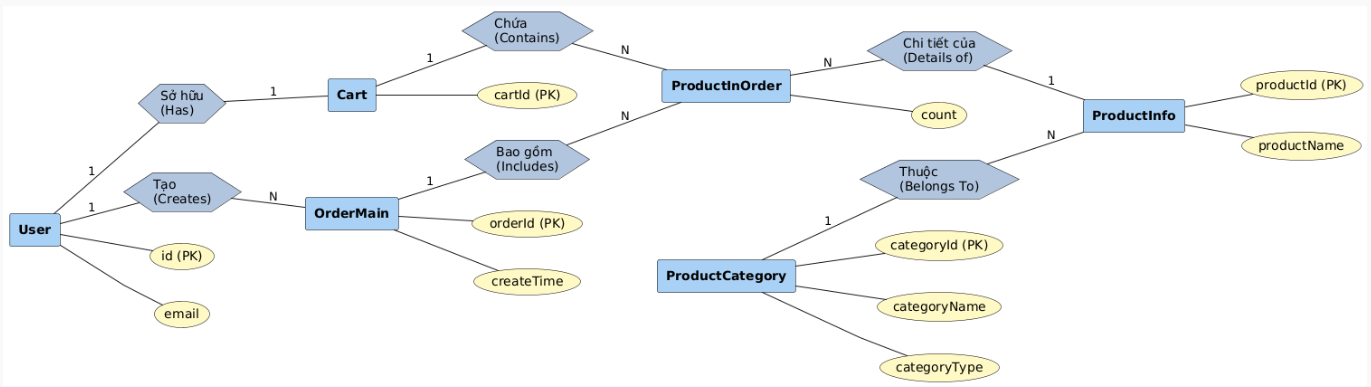 Chứa
(Contains)
N
1
Chi tiết của
(Details of)
N
1
Sở hữu
(Has)
1
1
Cart
cartId (PK)
ProductInOrder
count
ProductInfo
productId (PK)
productName
N
Bao gồm
(Includes)
1
N
Thuộc
(Belongs To)
1
Tạo
(Creates)
1
N
OrderMain
orderId (PK)
createTime
User
id (PK)
email
ProductCategory
categoryId (PK)
categoryName
categoryType